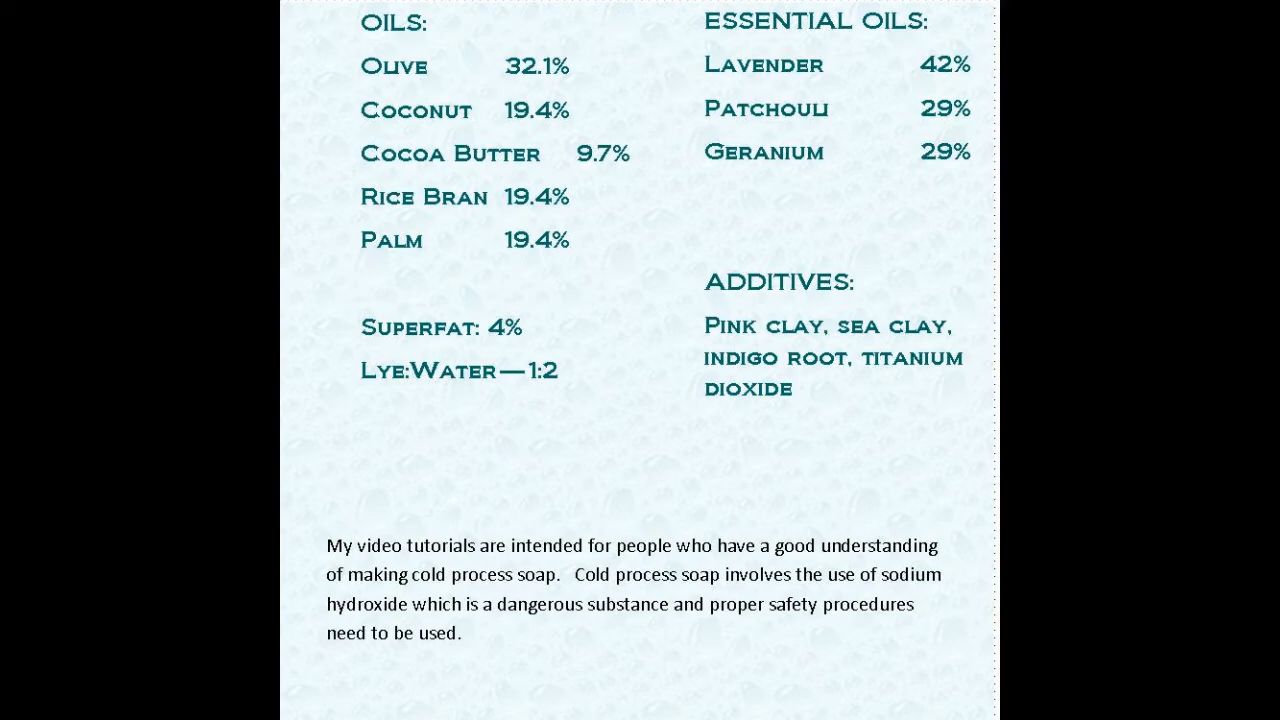 OILS:
OLIVE 32.1%
COCONUT 19.4%
COCOA BUTTER 9.7%
RICE BRAN 19.4%
PALM 19.4%
SUPERFAT: 4%
LYE:WATER—1:2
ESSENTIAL OILS:
LAVENDER 42%
PATCHOULI 29%
GERANIUM 29%
ADDITIVES:
PINK CLAY, SEA CLAY,
INDIGO ROOT, TITANIUM
DIOXIDE
My video tutorials are intended for people who have a good understanding
of making cold process soap. Cold process soap involves the use of sodium
hydroxide which is a dangerous substance and proper safety procedures
need to be used.